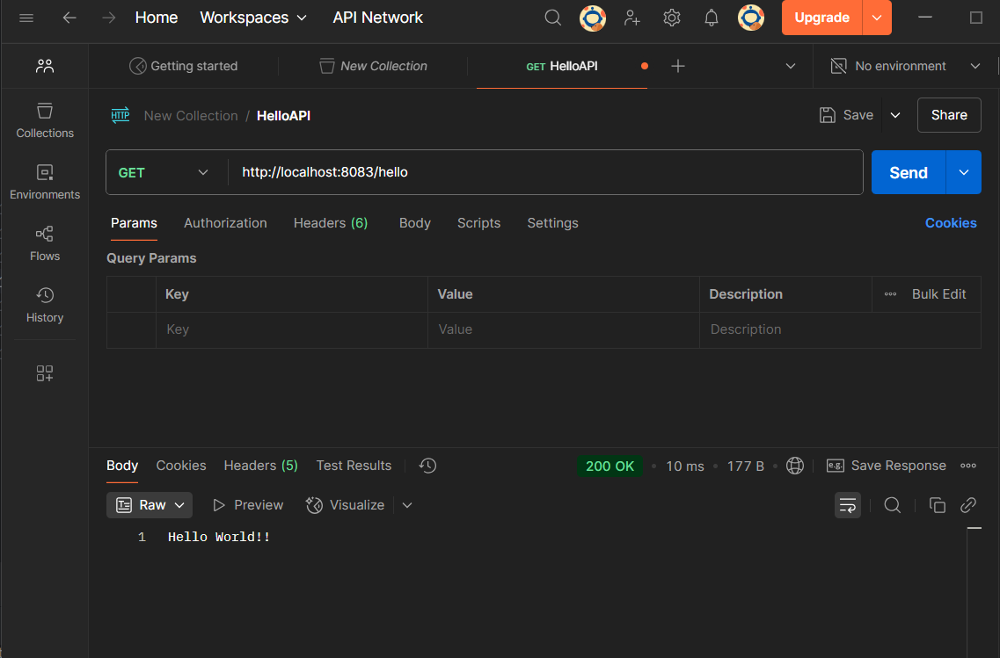 Home Workspaces API Network Upgrade
Getting started New Collection GET HelloAPI No environment
HTTP New Collection / HelloAPI Save Share
Collections
Environments
Flows
History
GET http://localhost:8083/hello Send
Params Authorization Headers (6) Body Scripts Settings Cookies
Query Params
Key Value Description Bulk Edit
Key Value Description
Body Cookies Headers (5) Test Results 200 OK • 10 ms • 177 B • e.g. Save Response
Raw Preview Visualize
1 Hello World!!